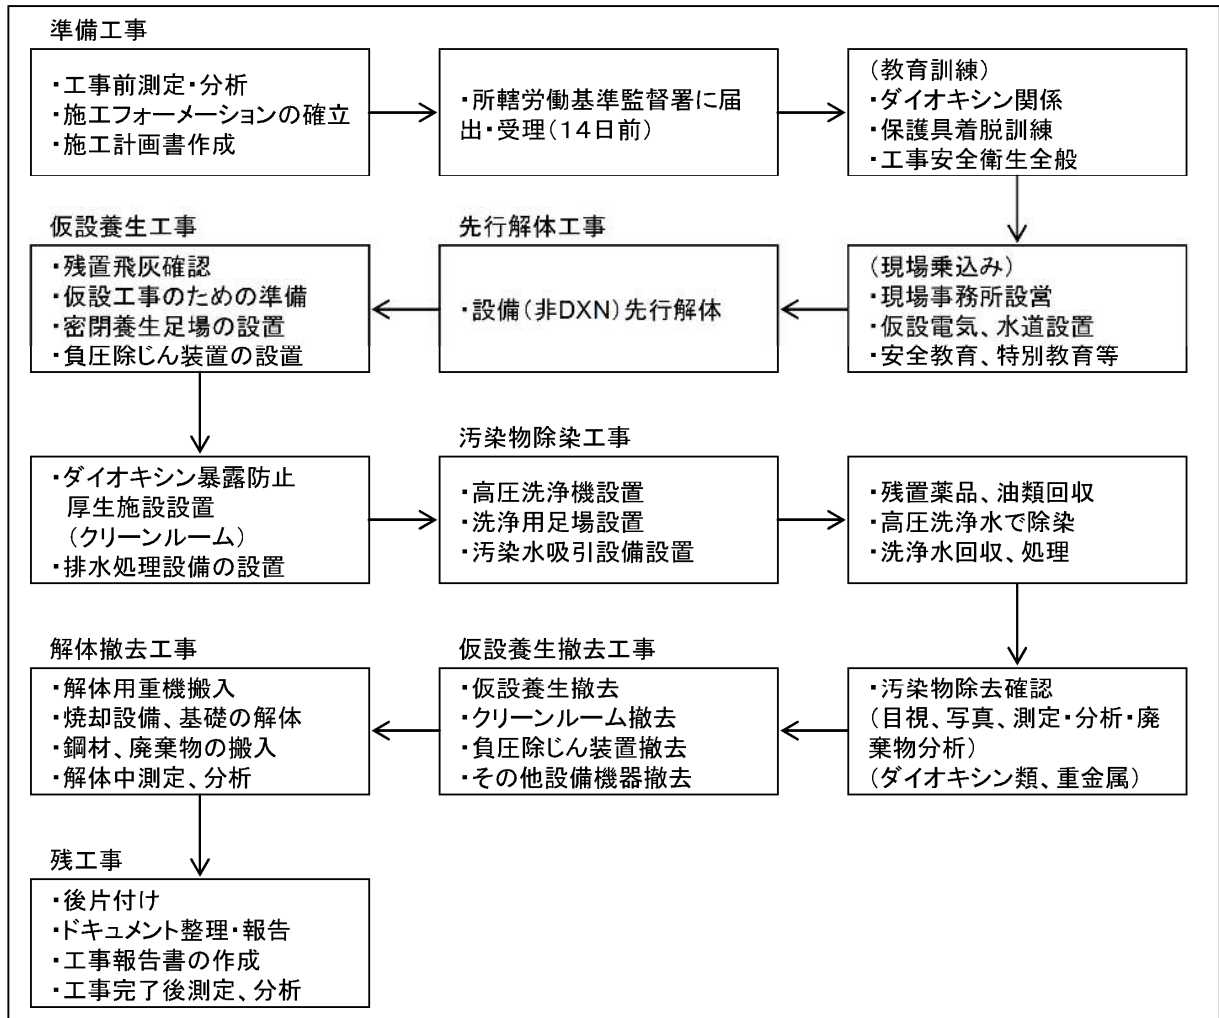 準備工事
・工事前測定・分析
・施工フォーメーションの確立
・施工計画書作成
・所轄労働基準監督署に届
出・受理(14日前)
(教育訓練)
・ダイオキシン関係
・保護具着脱訓練
・工事安全衛生全般
(現場乗込み)
・現場事務所設営
・仮設電気、水道設置
・安全教育、特別教育等
先行解体工事
・設備(非DXN)先行解体
仮設養生工事
・残置飛灰確認
・仮設工事のための準備
・密閉養生足場の設置
・負圧除じん装置の設置
・ダイオキシン暴露防止
厚生施設設置
(クリーンルーム)
・排水処理設備の設置
汚染物除染工事
・高圧洗浄機設置
・洗浄用足場設置
・汚染水吸引設備設置
・残置薬品、油類回収
・高圧洗浄水で除染
・洗浄水回収、処理
・汚染物除去確認
(目視、写真、測定・分析・廃
棄物分析)
(ダイオキシン類、重金属)
仮設養生撤去工事
・仮設養生撤去
・クリーンルーム撤去
・負圧除じん装置撤去
・その他設備機器撤去
解体撤去工事
・解体用重機搬入
・焼却設備、基礎の解体
・鋼材、廃棄物の搬入
・解体中測定、分析
残工事
・後片付け
・ドキュメント整理・報告
・工事報告書の作成
・工事完了後測定、分析